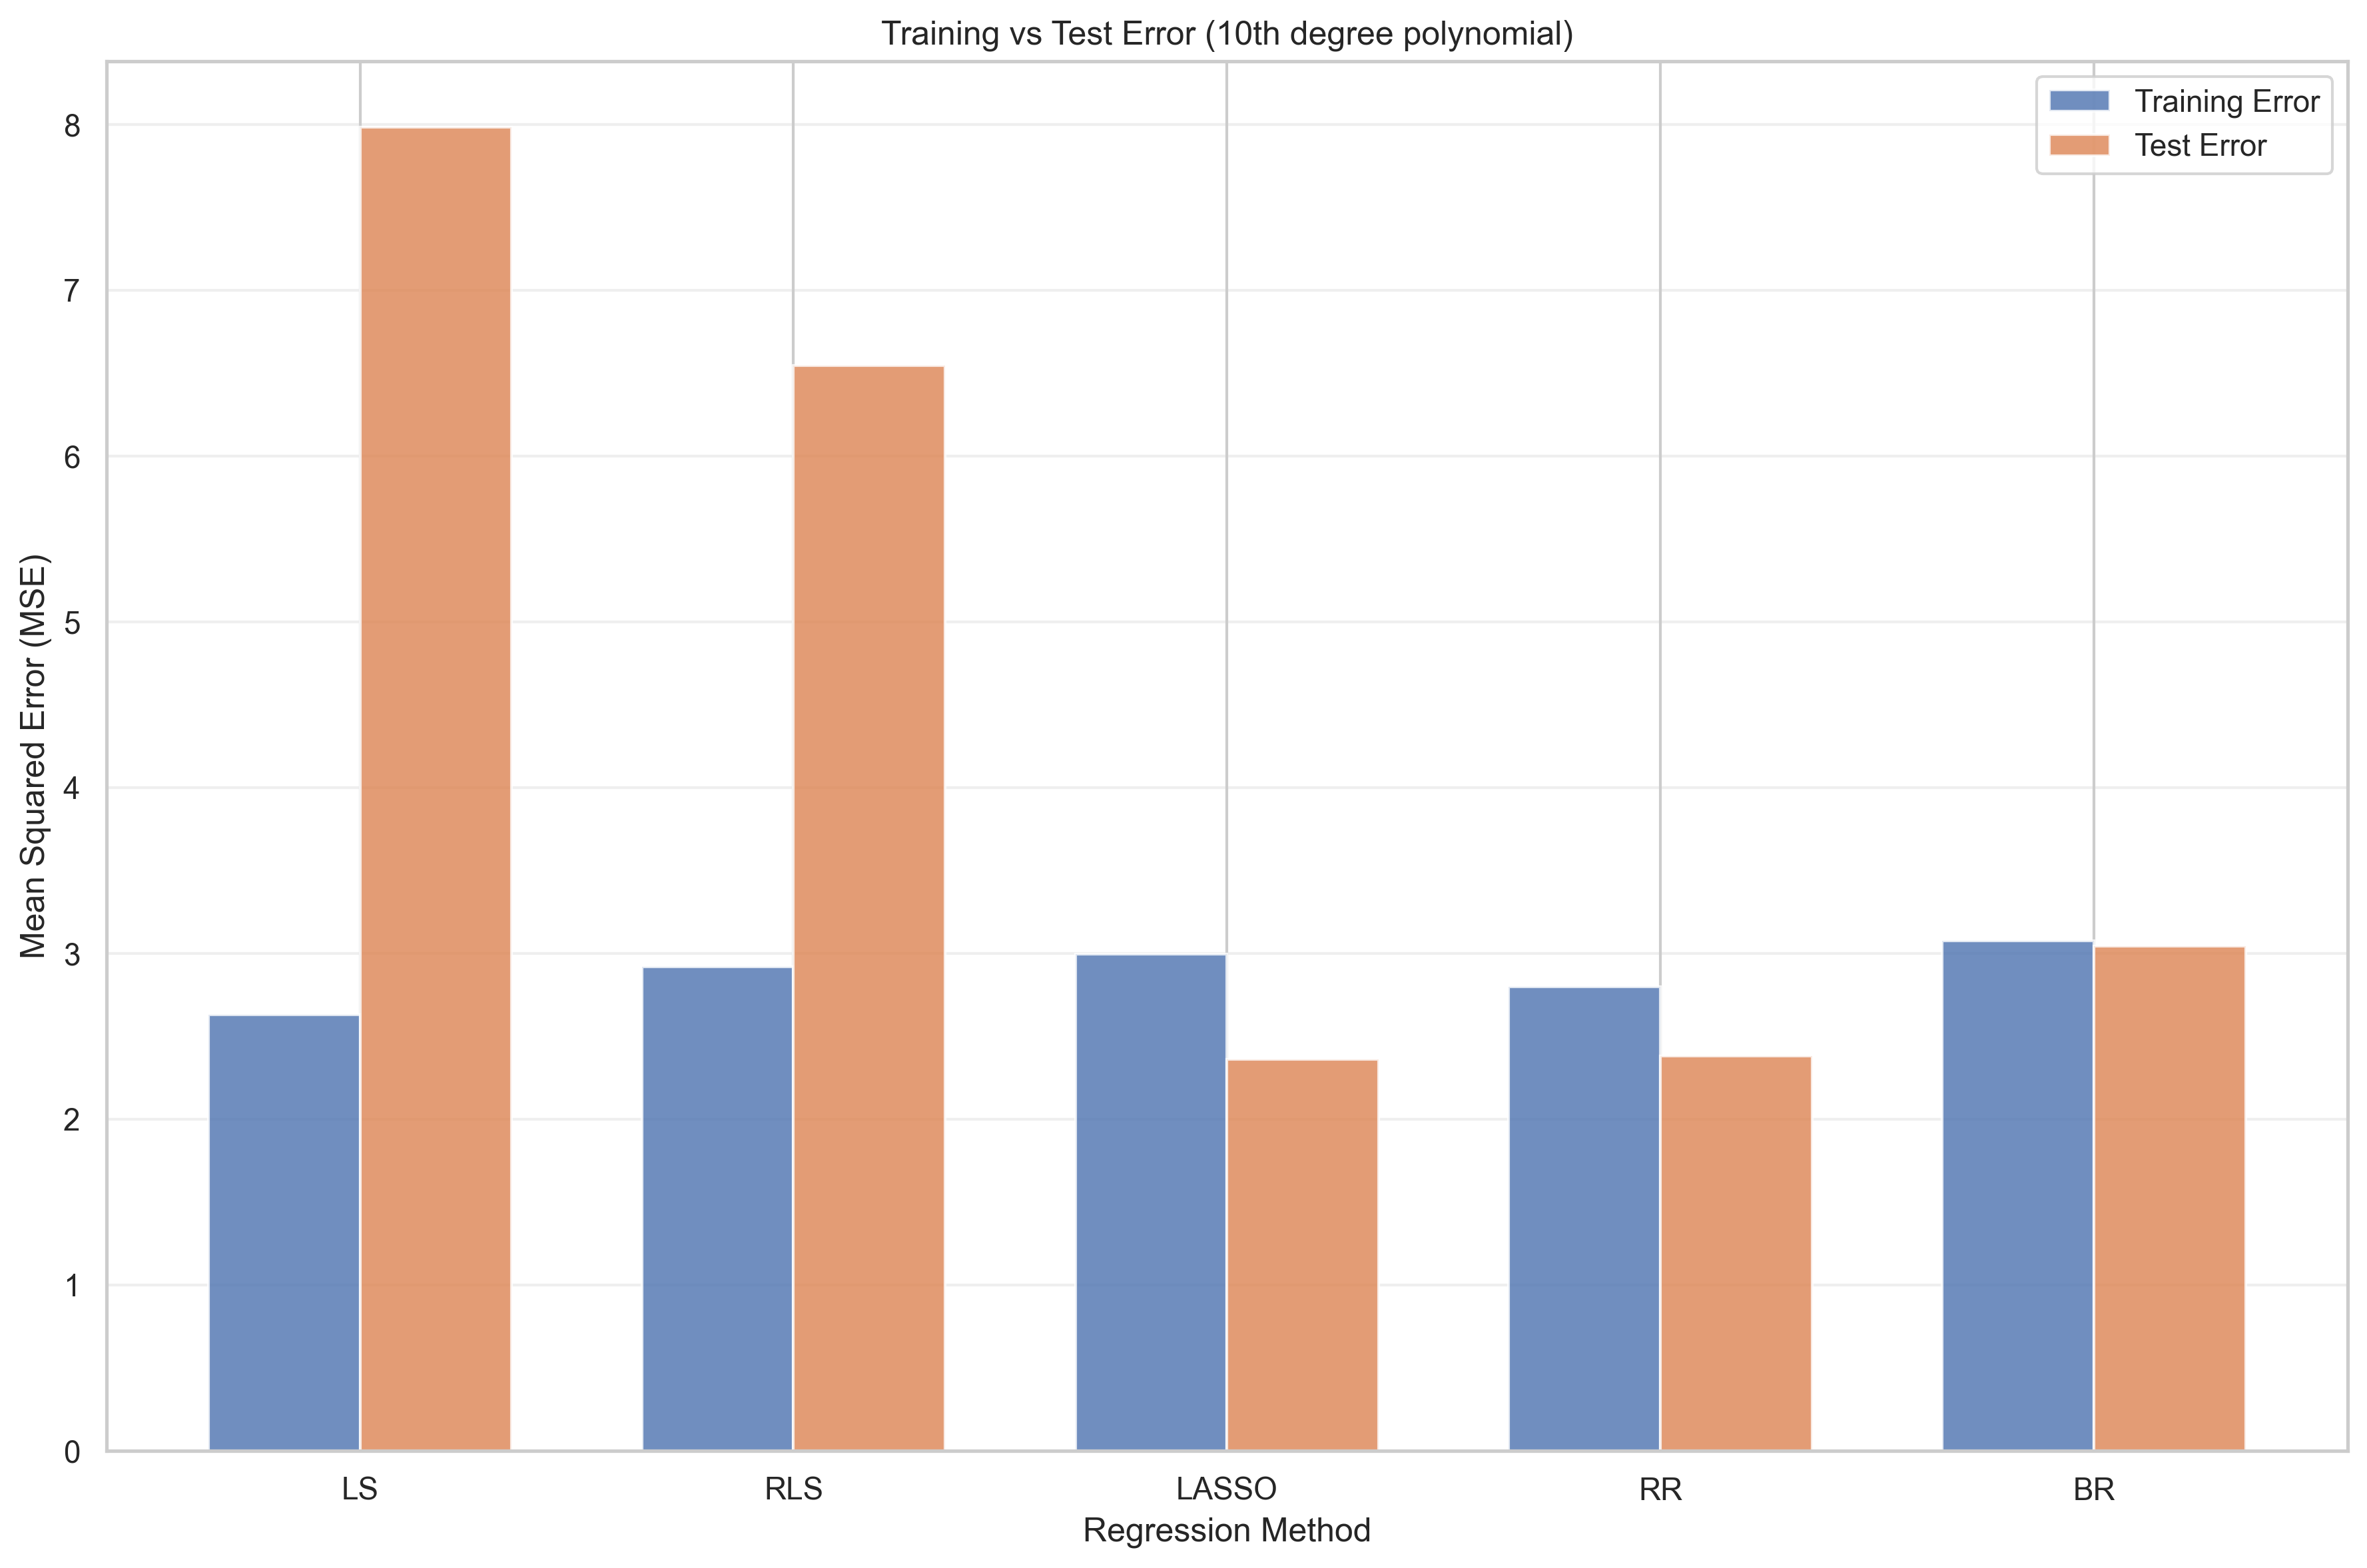 Training vs Test Error (10th degree polynomial)
Training Error
Test Error
Mean Squared Error (MSE)
8
7
6
5
4
3
2
1
0
LS
RLS
LASSO
RR
BR
Regression Method